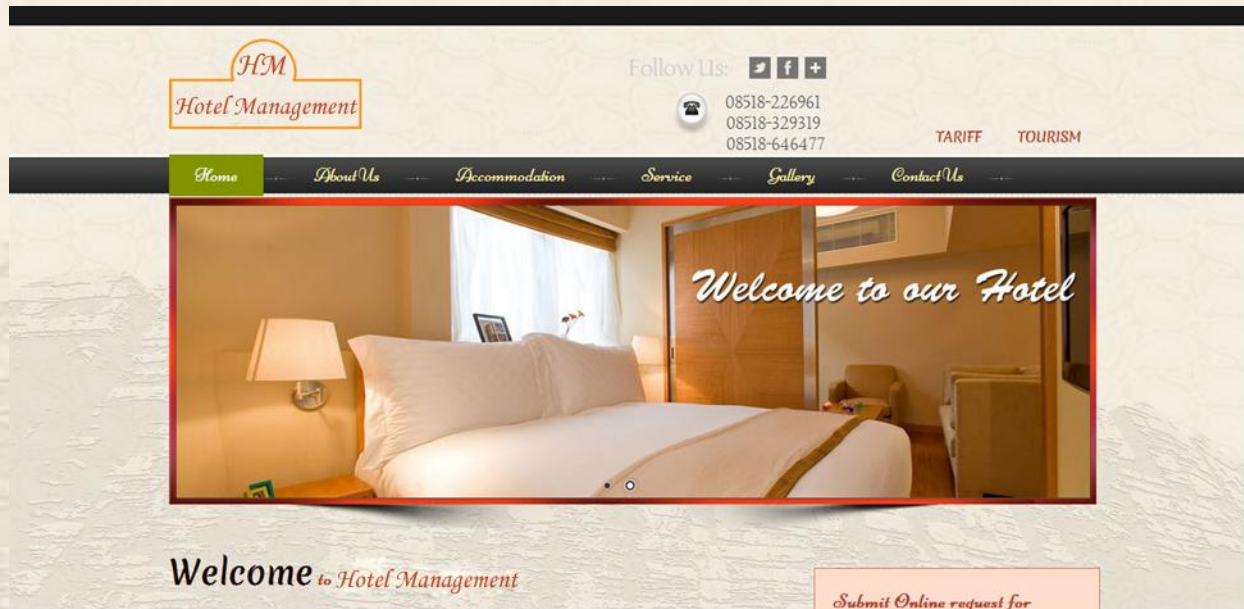 HM
Hotel Management
Follow Us:
08518-226961
08518-329319
08518-646477
TARIFF TOURISM
Home About Us Accommodation Service Gallery Contact Us
Welcome to our Hotel
Welcome to Hotel Management
Submit Online request for